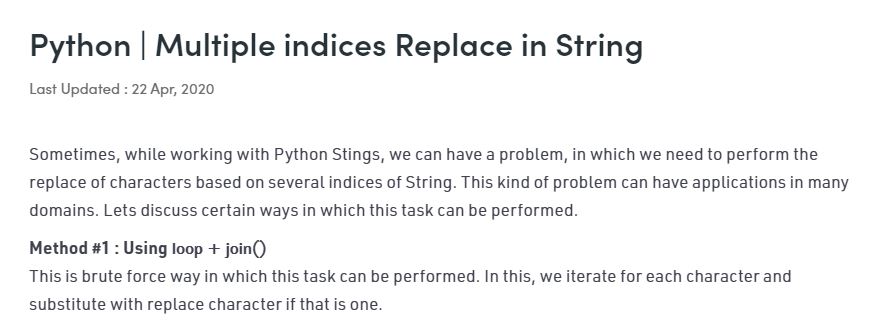 Python | Multiple indices Replace in String
Last Updated : 22 Apr, 2020
Sometimes, while working with Python Stings, we can have a problem, in which we need to perform the
replace of characters based on several indices of String. This kind of problem can have applications in many
domains. Lets discuss certain ways in which this task can be performed.
Method #1 : Using loop + join()
This is brute force way in which this task can be performed. In this, we iterate for each character and
substitute with replace character if that is one.